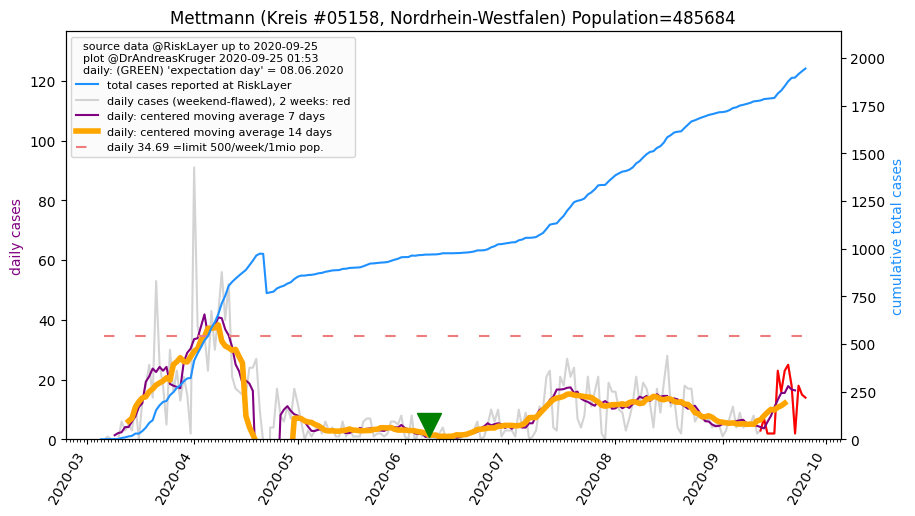 Mettmann (Kreis #05158, Nordrhein-Westfalen) Population=485684
source data @RiskLayer up to 2020-09-25
plot @DrAndreasKruger 2020-09-25 01:53
daily: (GREEN) 'expectation day' = 08.06.2020
total cases reported at RiskLayer
daily cases (weekend-flawed), 2 weeks: red
daily: centered moving average 7 days
daily: centered moving average 14 days
daily 34.69 =limit 500/week/1mio pop.
daily cases
120
100
80
60
40
20
0
cumulative total cases
2000
1750
1500
1250
1000
750
500
250
0
2020-03
2020-04
2020-05
2020-06
2020-07
2020-08
2020-09
2020-10